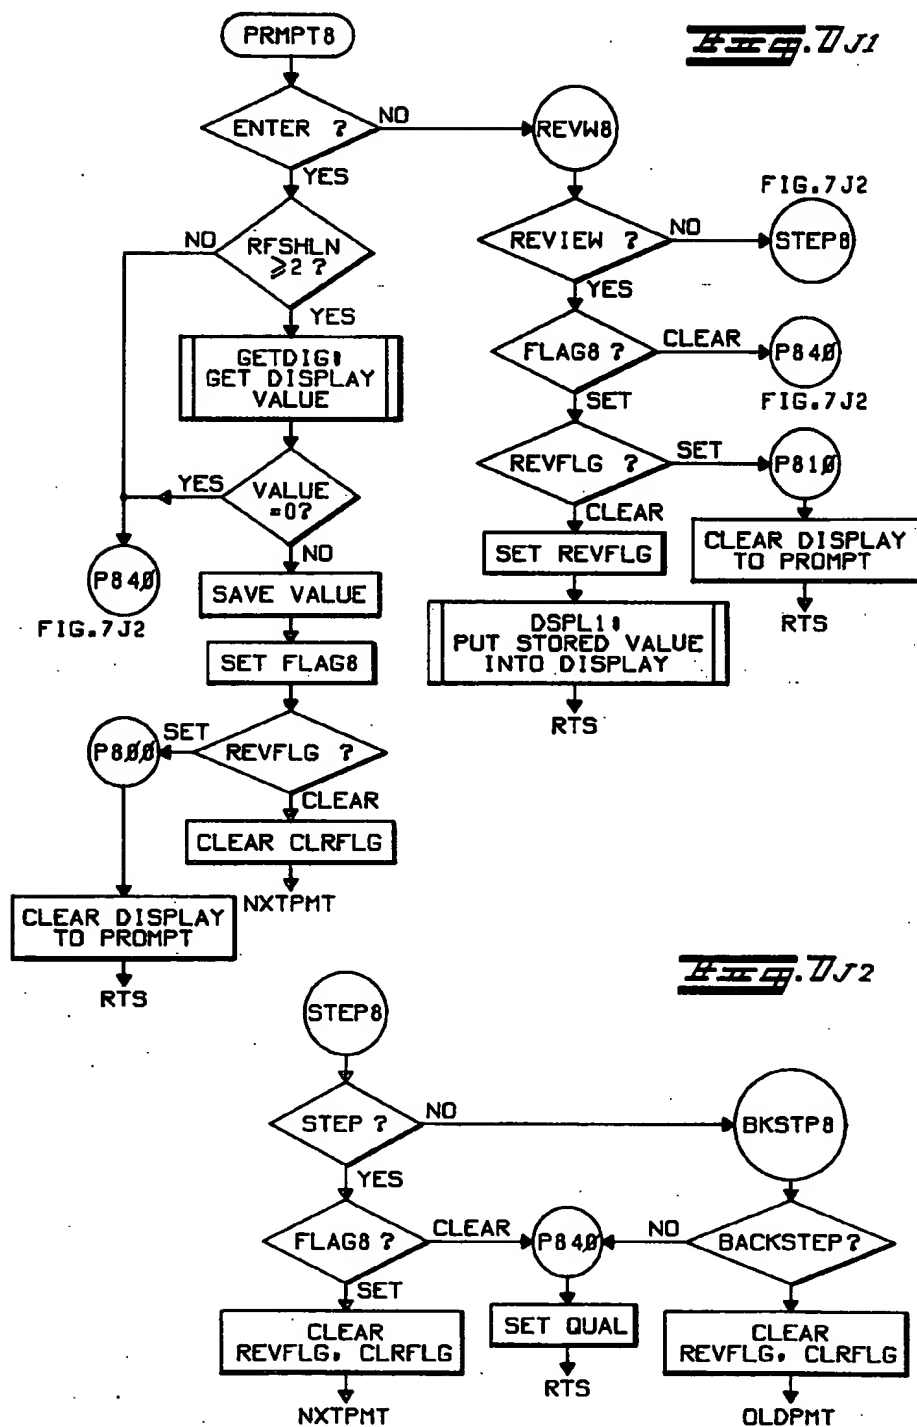 PRMPT8
Fig. 7J1
ENTER ?
NO
REVW8
YES
FIG.7J2
NO
RFSHLN
≥2 ?
REVIEW ?
NO
STEP8
YES
YES
GETDIG:
GET DISPLAY
VALUE
FLAG8 ?
CLEAR
P840
FIG.7J2
SET
YES
VALUE
=0?
REVFLG ?
SET
P810
CLEAR
NO
P840
FIG.7J2
SAVE VALUE
SET REVFLG
CLEAR DISPLAY
TO PROMPT
RTS
DSPL1:
PUT STORED VALUE
INTO DISPLAY
RTS
SET FLAG8
P800
SET
REVFLG ?
CLEAR
CLEAR CLRFLG
NXTPMT
CLEAR DISPLAY
TO PROMPT
RTS
Fig. 7J2
STEP8
STEP ?
NO
BKSTP8
YES
FLAG8 ?
CLEAR
P840
NO
BACKSTEP?
SET
CLEAR
REVFLG, CLRFLG
SET QUAL
CLEAR
REVFLG, CLRFLG
NXTPMT
RTS
OLDPMT